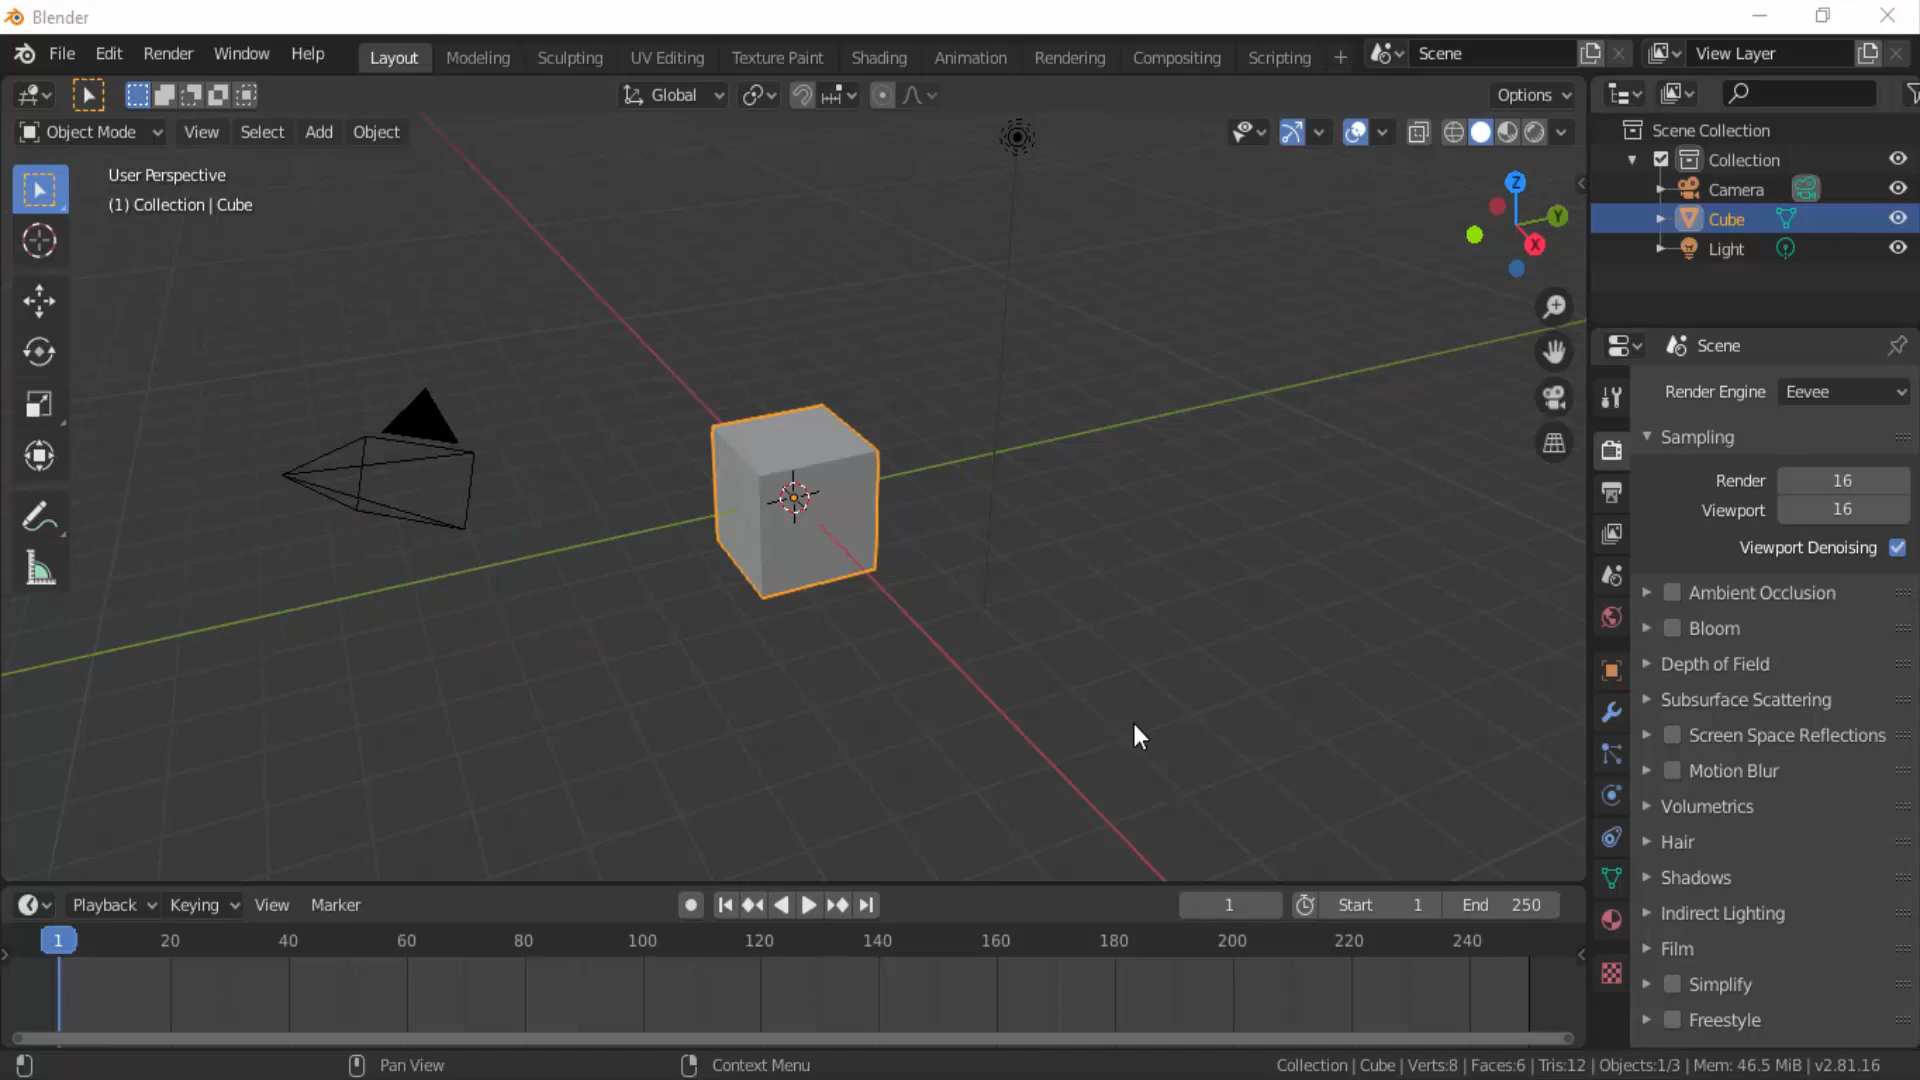 Blender
File Edit Render Window Help Layout Modeling Sculpting UV Editing Texture Paint Shading Animation Rendering Compositing Scripting + Scene View Layer
Global Options
Object Mode View Select Add Object
User Perspective
(1) Collection | Cube
Z
Y
X
Scene Collection
Collection
Camera
Cube
Light
Scene
Render Engine Eevee
Sampling
Render 16
Viewport 16
Viewport Denoising
Ambient Occlusion
Bloom
Depth of Field
Subsurface Scattering
Screen Space Reflections
Motion Blur
Volumetrics
Hair
Shadows
Indirect Lighting
Film
Simplify
Freestyle
Playback Keying View Marker 1 Start 1 End 250
1 20 40 60 80 100 120 140 160 180 200 220 240
Pan View Context Menu Collection | Cube | Verts:8 | Faces:6 | Tris:12 | Objects:1/3 | Mem: 46.5 MiB | v2.81.16